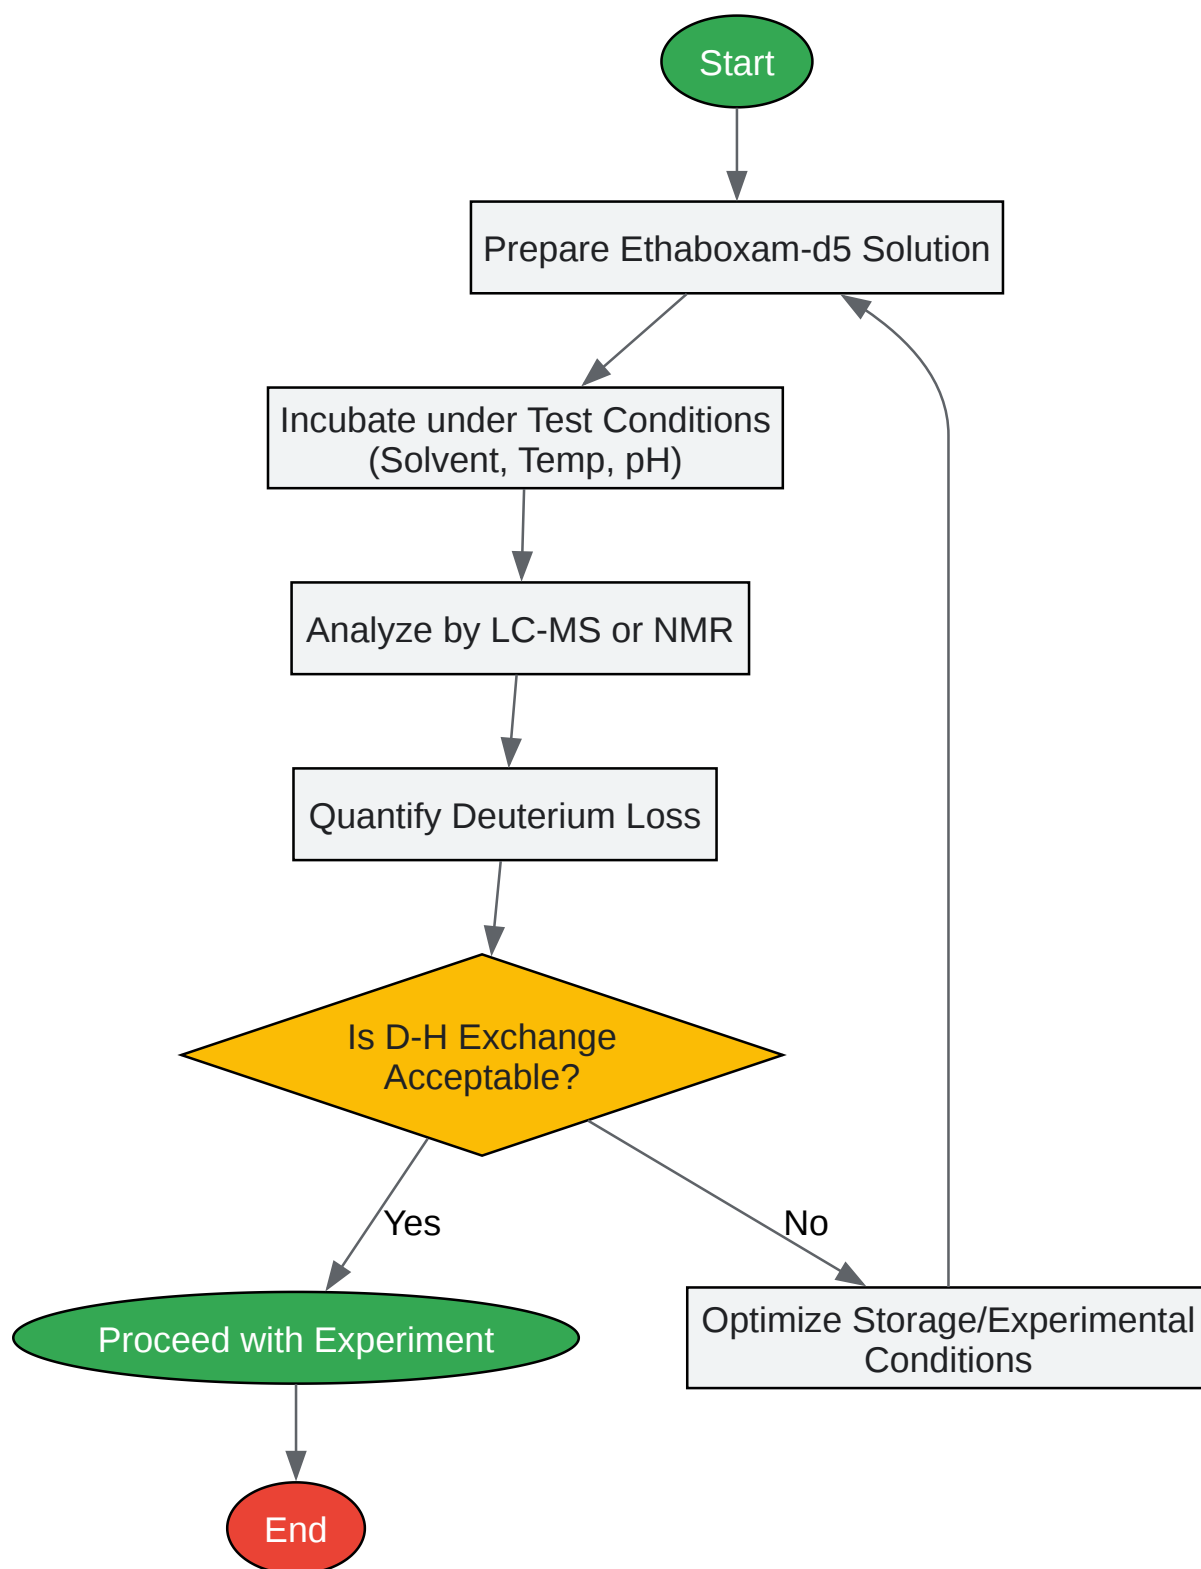 Start
Prepare Ethaboxam-d5 Solution
Incubate under Test Conditions
(Solvent, Temp, pH)
Analyze by LC-MS or NMR
Quantify Deuterium Loss
Is D-H Exchange
Acceptable?
Yes
No
Proceed with Experiment
Optimize Storage/Experimental
Conditions
End